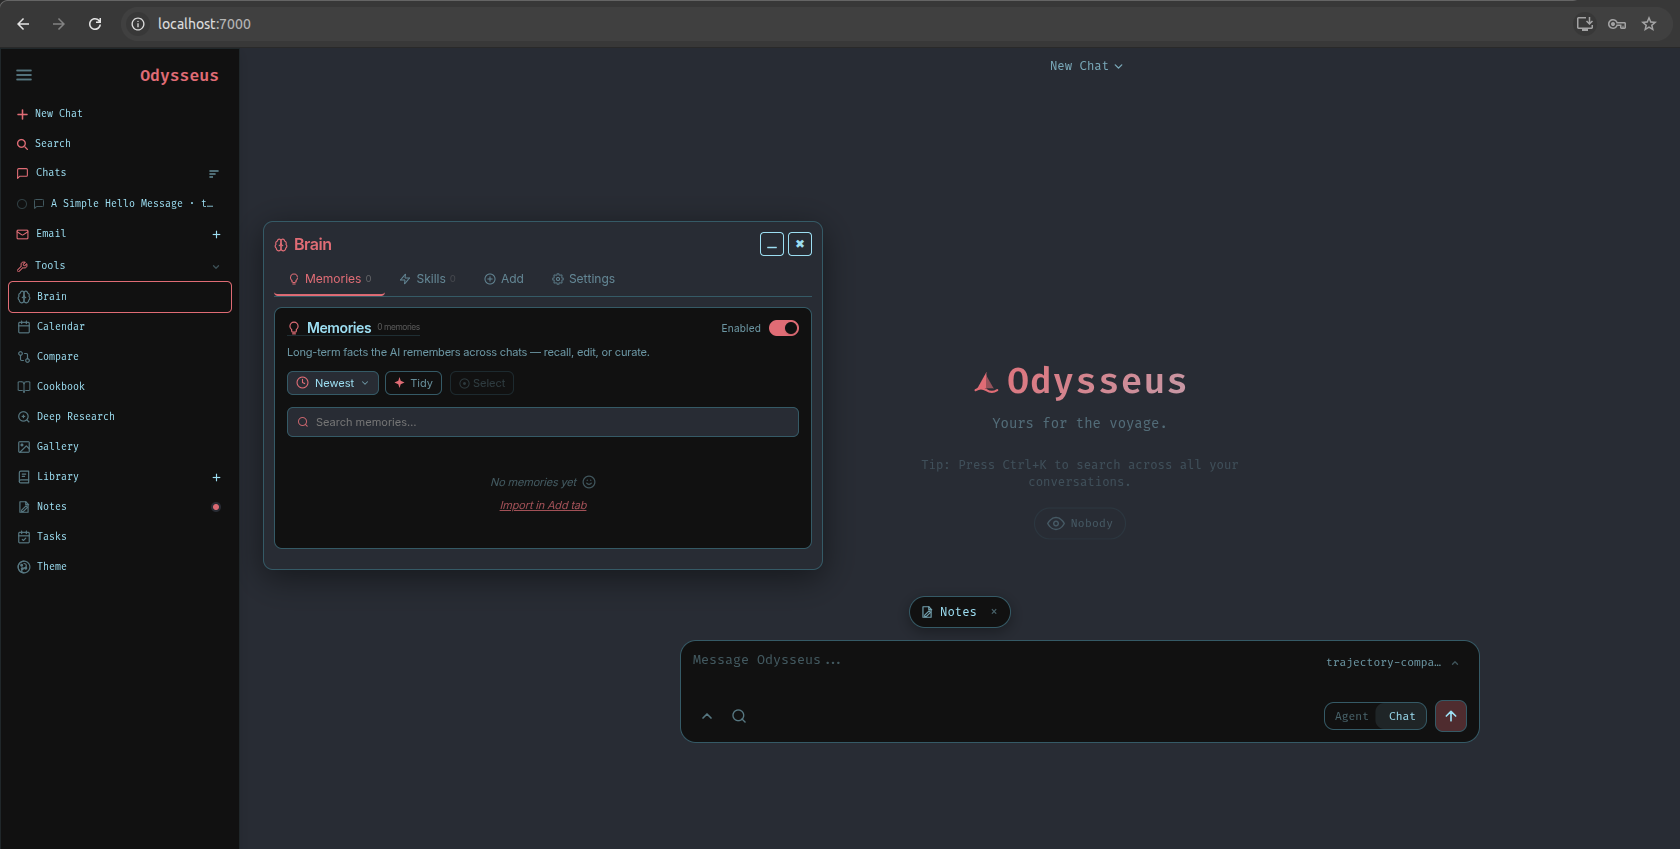 localhost:7000
Odysseus
New Chat
Search
Chats
A Simple Hello Message · t…
Email
Tools
Brain
Calendar
Compare
Cookbook
Deep Research
Gallery
Library
Notes
Tasks
Theme
New Chat
Brain
Memories 0 Skills 0 Add Settings
Memories 0 memories Enabled
Long-term facts the AI remembers across chats — recall, edit, or curate.
Newest Tidy Select
Search memories...
No memories yet
Import in Add tab
Odysseus
Yours for the voyage.
Tip: Press Ctrl+K to search across all your
conversations.
Nobody
Notes ×
Message Odysseus... trajectory-compa…
Agent Chat